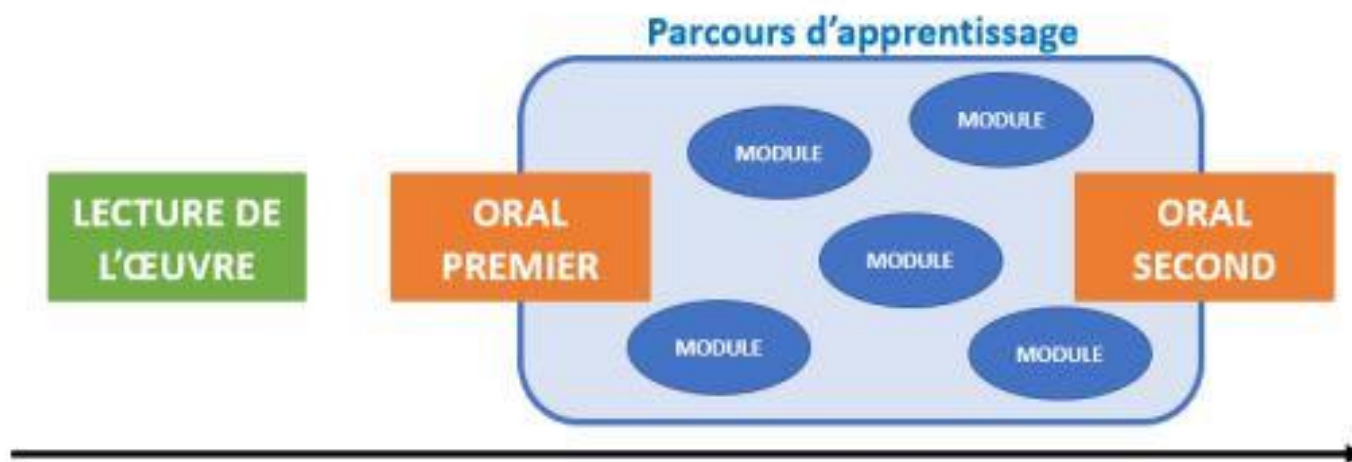 Parcours d'apprentissage
LECTURE DE
L'ŒUVRE
ORAL
PREMIER
MODULE
MODULE
MODULE
MODULE
MODULE
ORAL
SECOND